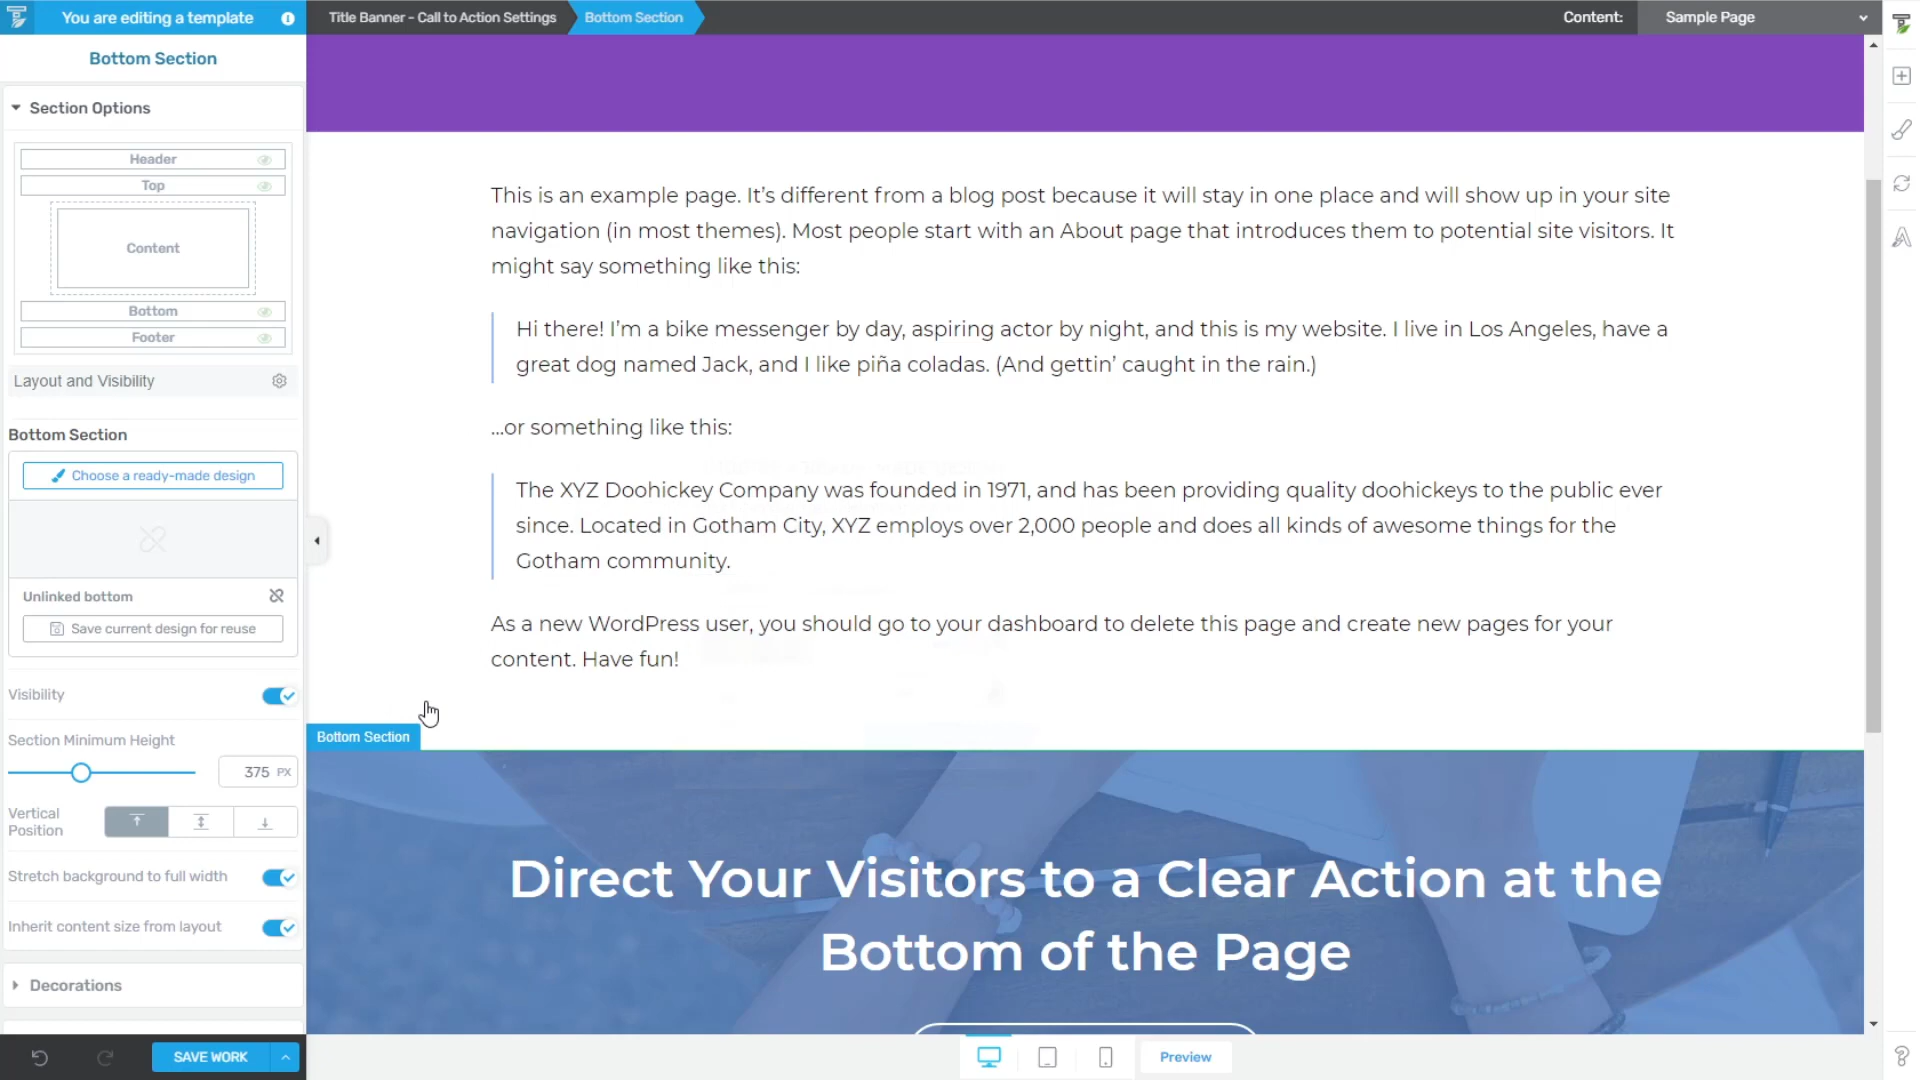 You are editing a template
Title Banner - Call to Action Settings
Bottom Section
Content:
Sample Page
Bottom Section
Section Options
Header
Top
Content
Bottom
Footer
Layout and Visibility
Bottom Section
Choose a ready-made design
Unlinked bottom
Save current design for reuse
Visibility
Section Minimum Height
375 PX
Vertical
Position
Stretch background to full width
Inherit content size from layout
Decorations
SAVE WORK
This is an example page. It’s different from a blog post because it will stay in one place and will show up in your site
navigation (in most themes). Most people start with an About page that introduces them to potential site visitors. It
might say something like this:
Hi there! I’m a bike messenger by day, aspiring actor by night, and this is my website. I live in Los Angeles, have a
great dog named Jack, and I like piña coladas. (And gettin’ caught in the rain.)
…or something like this:
The XYZ Doohickey Company was founded in 1971, and has been providing quality doohickeys to the public ever
since. Located in Gotham City, XYZ employs over 2,000 people and does all kinds of awesome things for the
Gotham community.
As a new WordPress user, you should go to your dashboard to delete this page and create new pages for your
content. Have fun!
Bottom Section
Direct Your Visitors to a Clear Action at the
Bottom of the Page
Preview